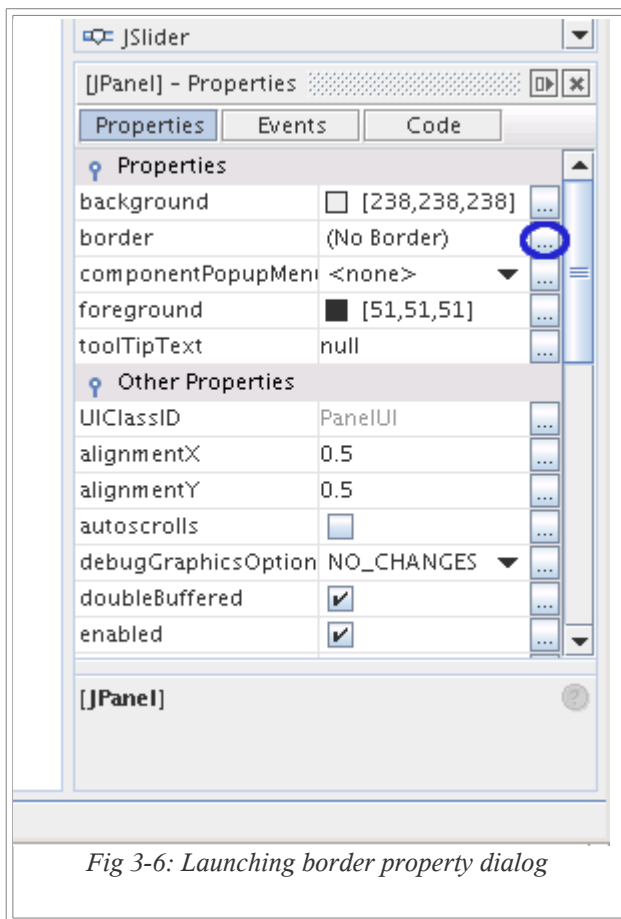 JSlider
[JPanel] - Properties
Properties Events Code
Properties
background [238,238,238] ...
border (No Border) ...
componentPopupMenu <none> ...
foreground [51,51,51] ...
toolTipText null ...
Other Properties
UIClassID PanelUI ...
alignmentX 0.5 ...
alignmentY 0.5 ...
autoscrolls ...
debugGraphicsOption NO_CHANGES ...
doubleBuffered ...
enabled ...
[JPanel] ?
Fig 3-6: Launching border property dialog